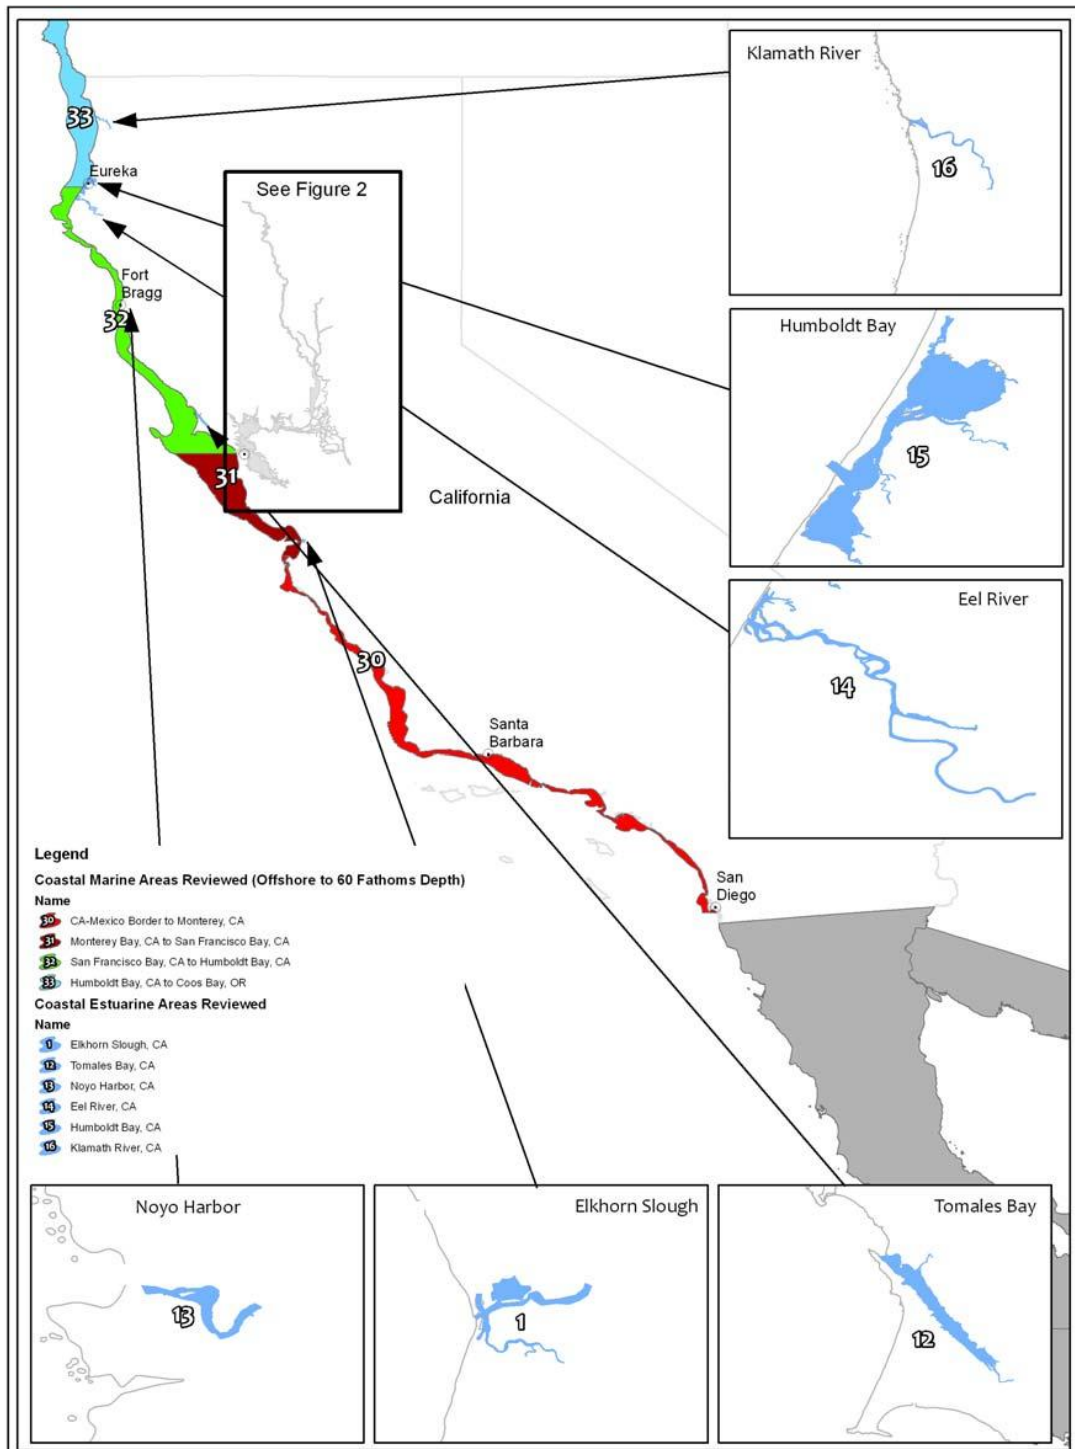 Klamath River
33
16
Eureka
See Figure 2
Humboldt Bay
Fort
Bragg
32
15
31
California
Eel River
14
30
Santa
Barbara
San
Diego
Legend
Coastal Marine Areas Reviewed (Offshore to 60 Fathoms Depth)
Name
30 CA-Mexico Border to Monterey, CA
31 Monterey Bay, CA to San Francisco Bay, CA
32 San Francisco Bay, CA to Humboldt Bay, CA
33 Humboldt Bay, CA to Coos Bay, OR
Coastal Estuarine Areas Reviewed
Name
1 Elkhorn Slough, CA
12 Tomales Bay, CA
13 Noyo Harbor, CA
14 Eel River, CA
15 Humboldt Bay, CA
16 Klamath River, CA
Noyo Harbor
13
Elkhorn Slough
1
Tomales Bay
12